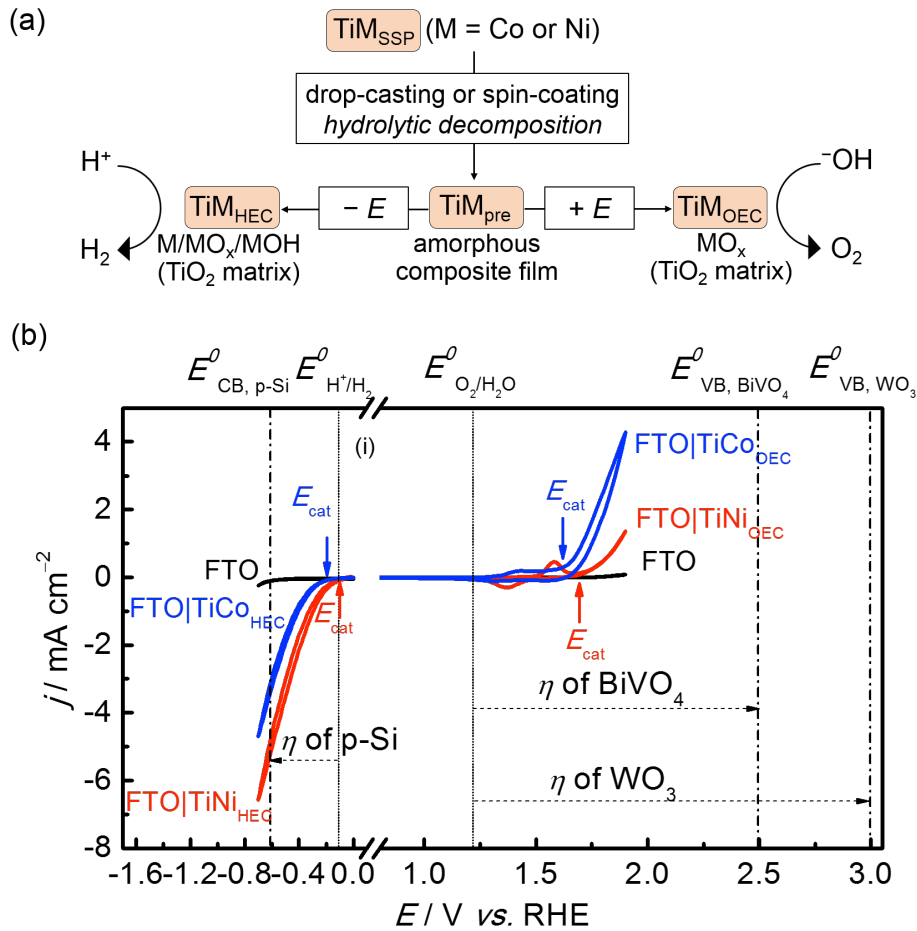 (a)
TiM_SSP (M = Co or Ni)
drop-casting or spin-coating
hydrolytic decomposition
H⁺
⁻OH
TiM_HEC
− E
TiM_pre
+ E
TiM_OEC
H₂
M/MOₓ/MOH
(TiO₂ matrix)
amorphous
composite film
MOₓ
(TiO₂ matrix)
O₂
(b)
E⁰_CB, p-Si
E⁰_H⁺/H₂
E⁰_O₂/H₂O
E⁰_VB, BiVO₄
E⁰_VB, WO₃
4
(i)
FTO|TiCo_OEC
E_cat
E_cat
2
FTO|TiNi_OEC
FTO
FTO
0
FTO|TiCo_HEC
E_cat
E_cat
-2
η of BiVO₄
-4
η of p-Si
-6
η of WO₃
FTO|TiNi_HEC
-8
j / mA cm⁻²
-1.6 -1.2 -0.8 -0.4 0.0 1.0 1.5 2.0 2.5 3.0
E / V vs. RHE